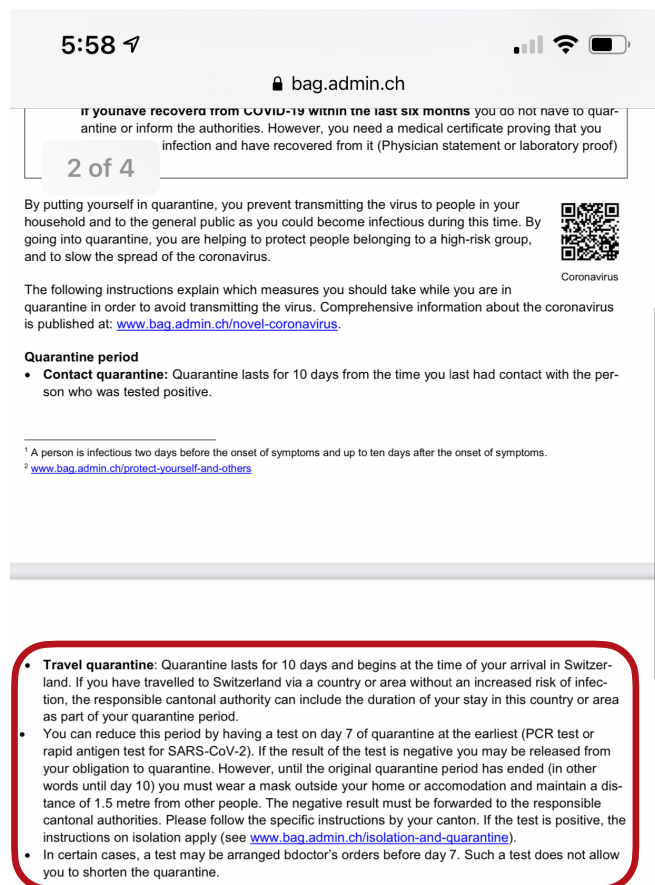 5:58
bag.admin.ch
If youhave recoverd from COVID-19 within the last six months you do not have to quar-
antine or inform the authorities. However, you need a medical certificate proving that you
infection and have recovered from it (Physician statement or laboratory proof)
2 of 4
By putting yourself in quarantine, you prevent transmitting the virus to people in your
household and to the general public as you could become infectious during this time. By
going into quarantine, you are helping to protect people belonging to a high-risk group,
and to slow the spread of the coronavirus.
Coronavirus
The following instructions explain which measures you should take while you are in
quarantine in order to avoid transmitting the virus. Comprehensive information about the coronavirus
is published at: www.bag.admin.ch/novel-coronavirus.
Quarantine period
• Contact quarantine: Quarantine lasts for 10 days from the time you last had contact with the per-
son who was tested positive.
1 A person is infectious two days before the onset of symptoms and up to ten days after the onset of symptoms.
2 www.bag.admin.ch/protect-yourself-and-others
• Travel quarantine: Quarantine lasts for 10 days and begins at the time of your arrival in Switzer-
land. If you have travelled to Switzerland via a country or area without an increased risk of infec-
tion, the responsible cantonal authority can include the duration of your stay in this country or area
as part of your quarantine period.
• You can reduce this period by having a test on day 7 of quarantine at the earliest (PCR test or
rapid antigen test for SARS-CoV-2). If the result of the test is negative you may be released from
your obligation to quarantine. However, until the original quarantine period has ended (in other
words until day 10) you must wear a mask outside your home or accomodation and maintain a dis-
tance of 1.5 metre from other people. The negative result must be forwarded to the responsible
cantonal authorities. Please follow the specific instructions by your canton. If the test is positive, the
instructions on isolation apply (see www.bag.admin.ch/isolation-and-quarantine).
• In certain cases, a test may be arranged bdoctor's orders before day 7. Such a test does not allow
you to shorten the quarantine.